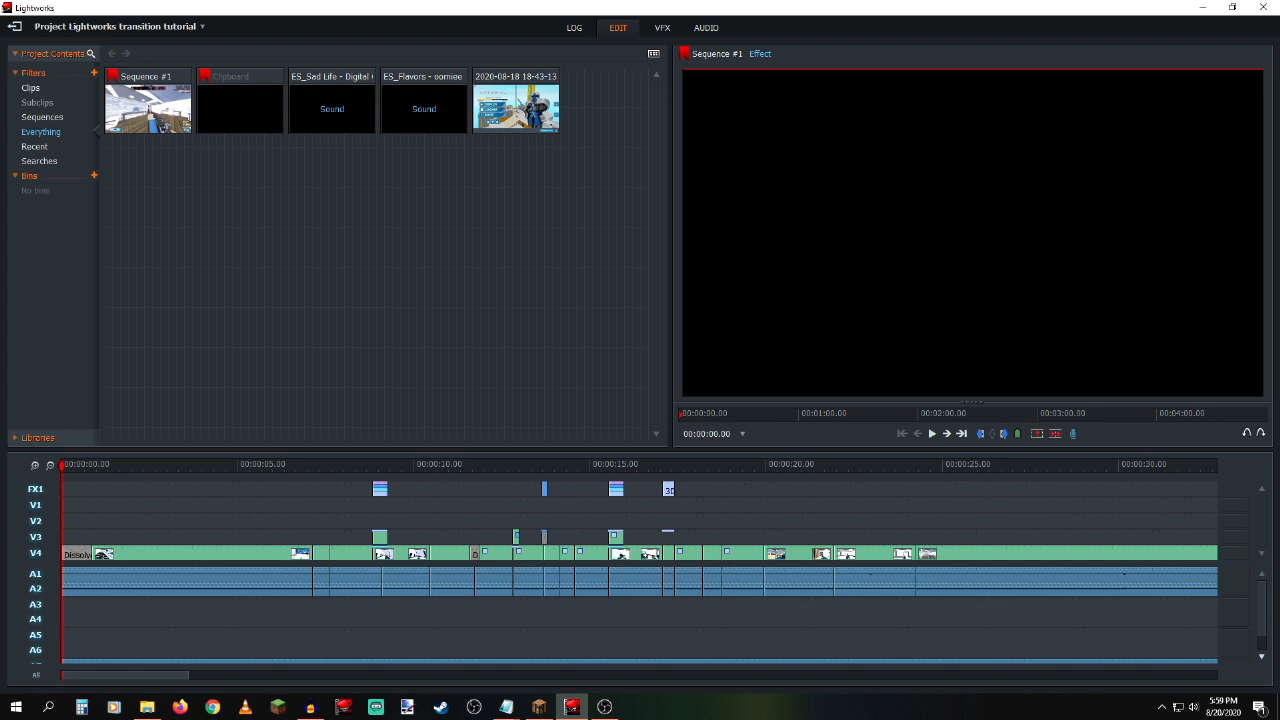 Lightworks
Project Lightworks transition tutorial
LOG
EDIT
VFX
AUDIO
Project Contents
Filters
Clips
Subclips
Sequences
Everything
Recent
Searches
Bins
No bins
Libraries
Sequence #1
Clipboard
ES_Sad Life - Digital
ES_Flavors - oomiee
2020-08-18 18-43-13
Sound
Sound
Sequence #1 Effect
00:00:00.00 00:01:00.00 00:02:00.00 00:03:00.00 00:04:00.00
00:00:00.00
00:00:00.00 00:00:05.00 00:00:10.00 00:00:15.00 00:00:20.00 00:00:25.00 00:00:30.00
FX1
3D
V1
V2
V3
V4
Dissolv
D
A1
A2
A3
A4
A5
A6
All
5:59 PM
8/20/2020